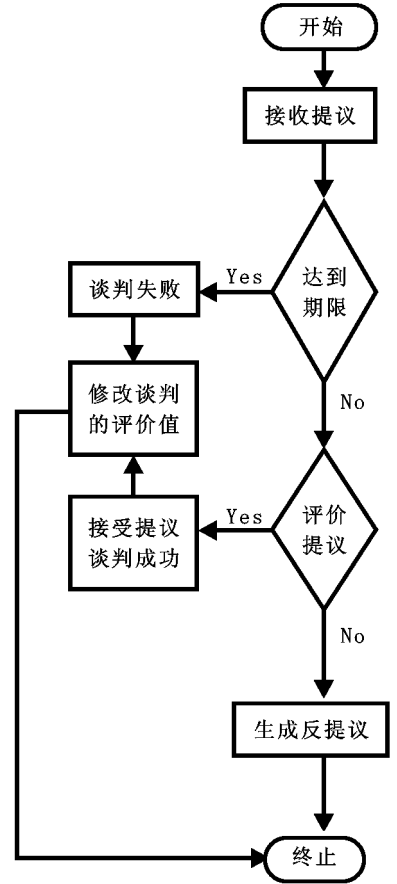 开始
接收提议
达到
期限
Yes
谈判失败
No
修改谈判
的评价值
评价
提议
Yes
接受提议
谈判成功
No
生成反提议
终止